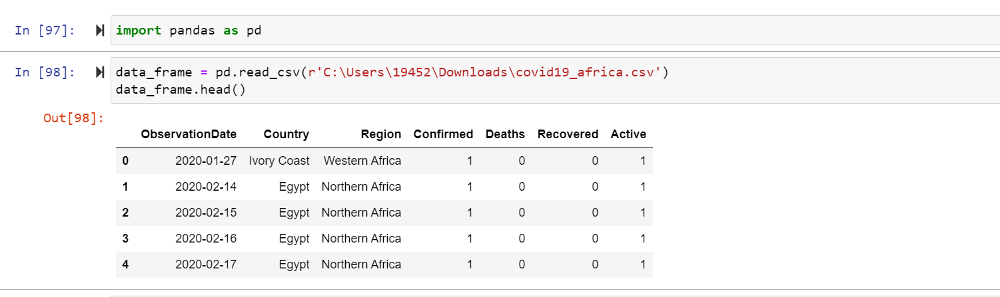 In [97]: import pandas as pd
In [98]: data_frame = pd.read_csv(r'C:\Users\19452\Downloads\covid19_africa.csv')
data_frame.head()
Out[98]:
ObservationDate Country Region Confirmed Deaths Recovered Active
0 2020-01-27 Ivory Coast Western Africa 1 0 0 1
1 2020-02-14 Egypt Northern Africa 1 0 0 1
2 2020-02-15 Egypt Northern Africa 1 0 0 1
3 2020-02-16 Egypt Northern Africa 1 0 0 1
4 2020-02-17 Egypt Northern Africa 1 0 0 1